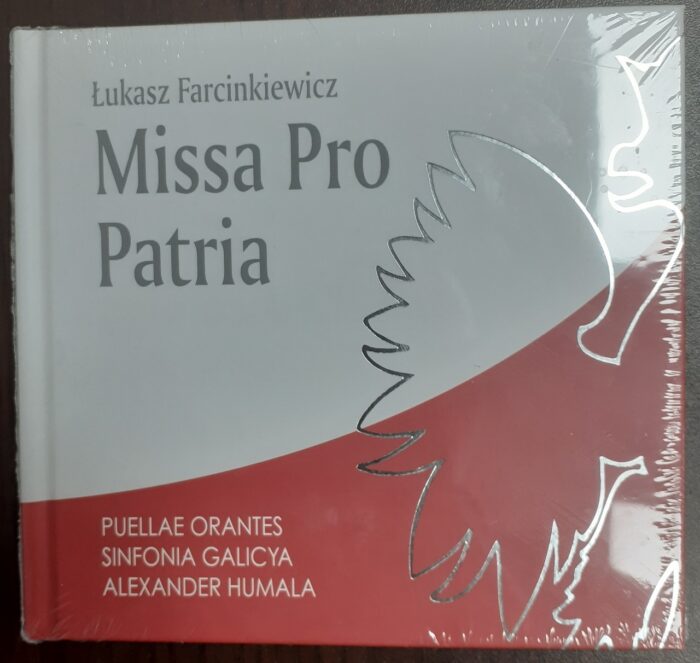 Łukasz Farcinkiewicz
Missa Pro
Patria
PUELLAE ORANTES
SINFONIA GALICYA
ALEXANDER HUMALA